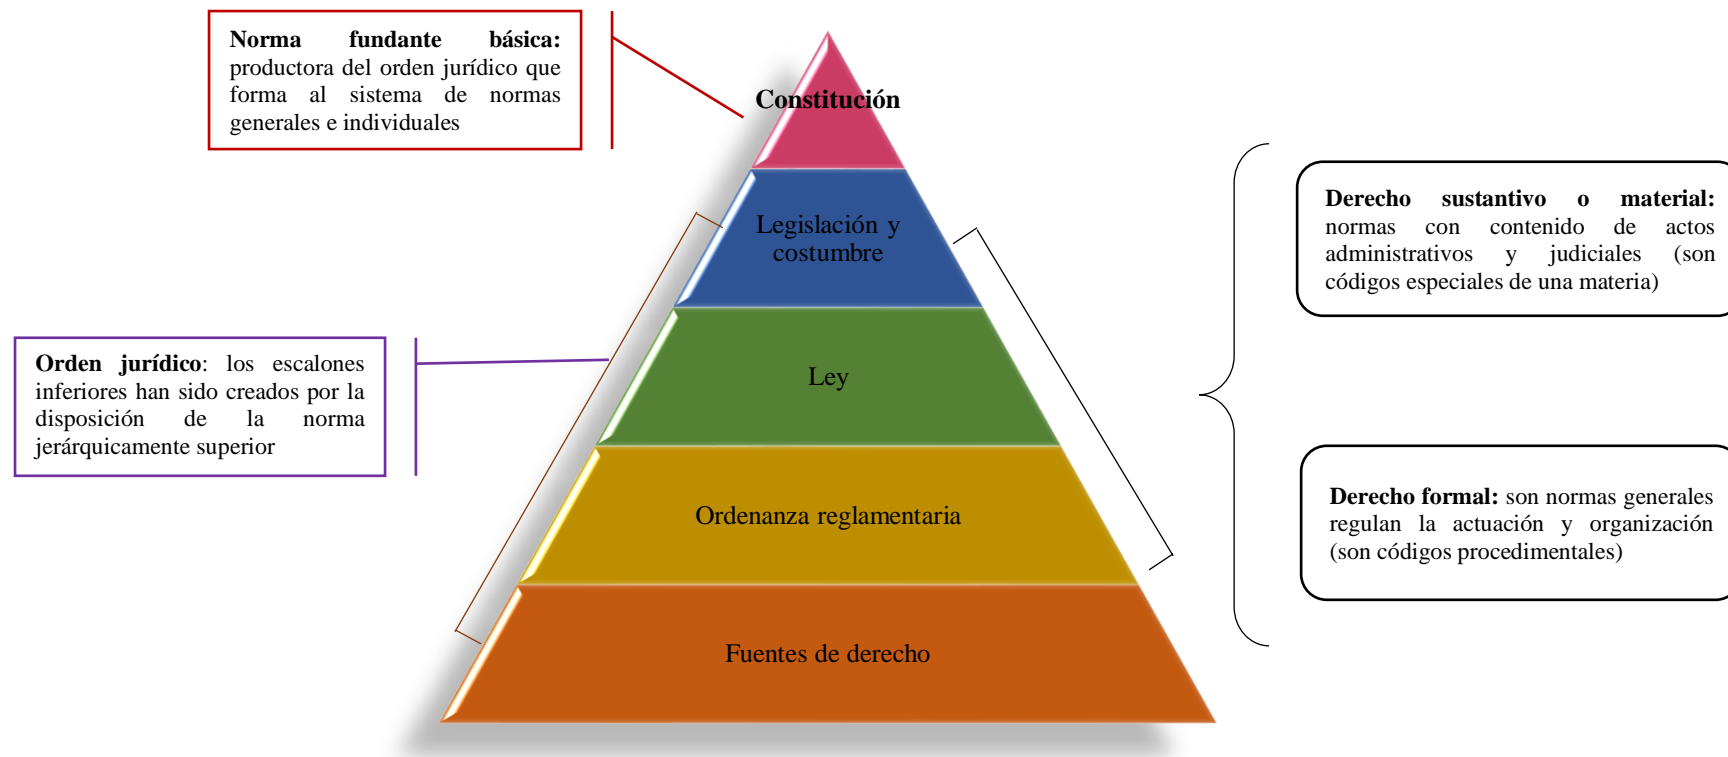 Norma fundante básica:
productora del orden jurídico que
forma al sistema de normas
generales e individuales
Constitución
Legislación y
costumbre
Ley
Ordenanza reglamentaria
Fuentes de derecho
Orden jurídico: los escalones
inferiores han sido creados por la
disposición de la norma
jerárquicamente superior
Derecho sustantivo o material:
normas con contenido de actos
administrativos y judiciales (son
códigos especiales de una materia)
Derecho formal: son normas generales
regulan la actuación y organización
(son códigos procedimentales)